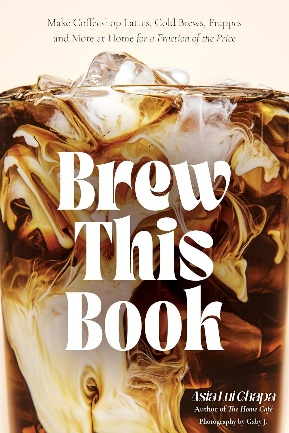 Make Coffeeshop Lattes, Cold Brews, Frappes
and More at Home for a Fraction of the Price
Brew
This
Book
Asia Lui Chapa
Author of The Home Café
Photography by Gaby J.